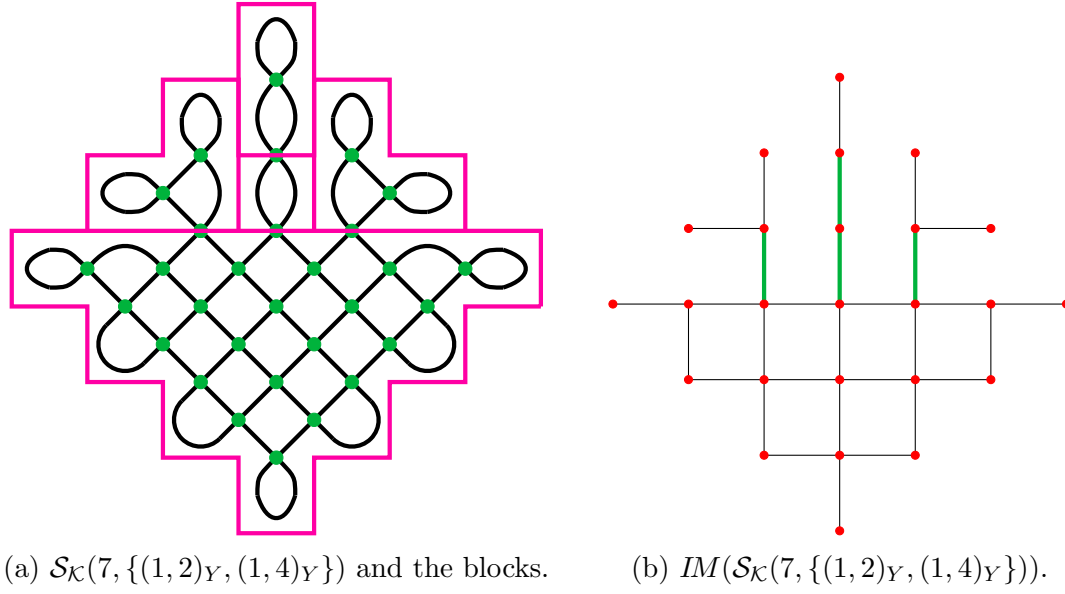 (a) $\mathcal{S}_{\mathcal{K}}(7, \{(1, 2)_Y, (1, 4)_Y\})$ and the blocks.
(b) $IM(\mathcal{S}_{\mathcal{K}}(7, \{(1, 2)_Y, (1, 4)_Y\}))$.